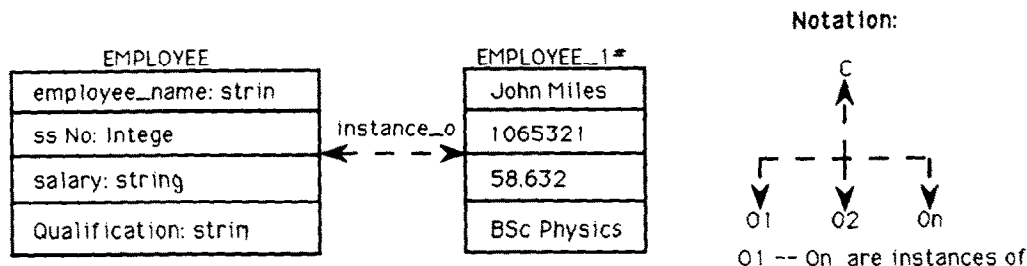 Notation:
EMPLOYEE
employee_name: strin
ss No: Intege
salary: string
Qualification: strin
instance_o
EMPLOYEE_1#
John Miles
1065321
58.632
BSc Physics
C
O1 O2 On
O1 -- On are instances of